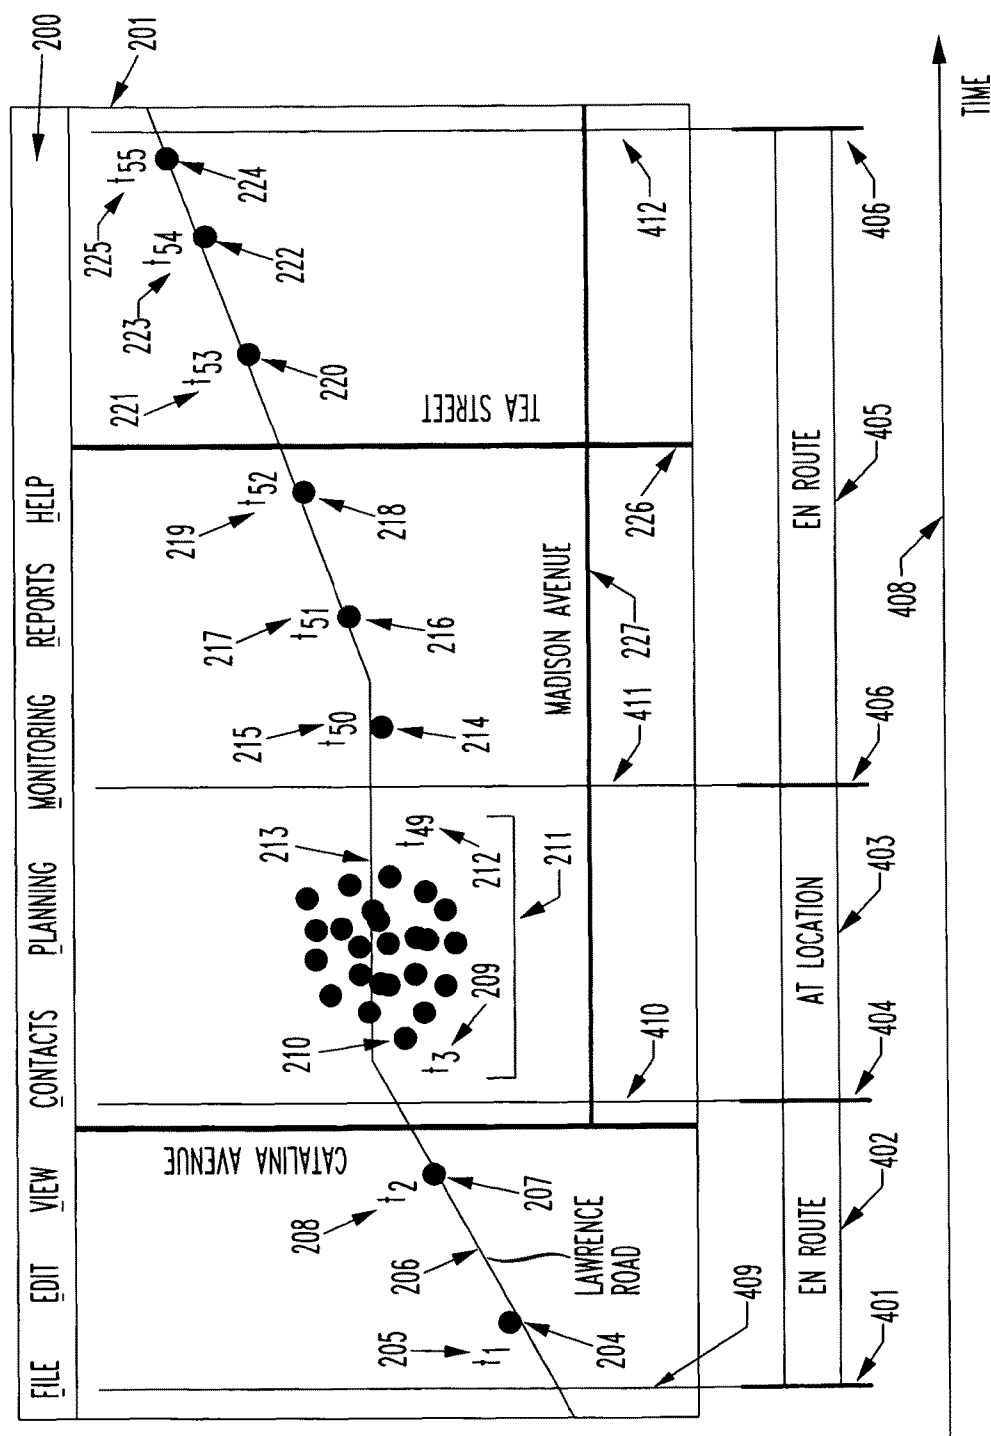 FILE EDIT VIEW CONTACTS PLANNING MONITORING REPORTS HELP
200
201
225
t55
224
223
t54
222
221
t53
220
219
t52
218
217
t51
216
215
t50
214
213
210
t49
212
t3
209
211
CATALINA AVENUE
208
t2
207
206
LAWRENCE
ROAD
205
t1
204
TEA STREET
226
MADISON AVENUE
227
409
410
411
412
EN ROUTE
AT LOCATION
EN ROUTE
401
402
404
403
406
405
406
408
TIME